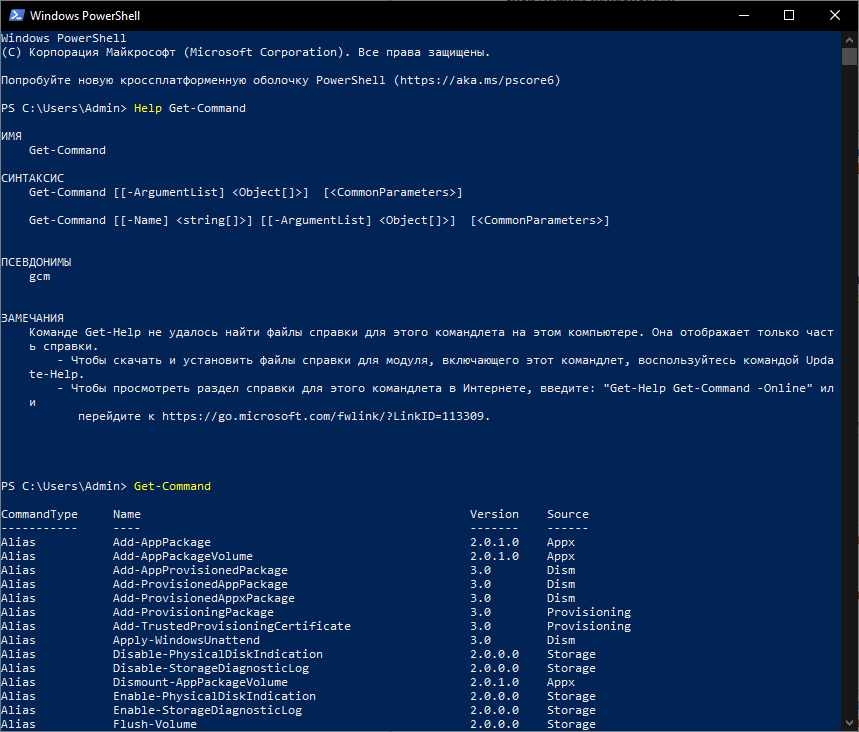 Windows PowerShell
Windows PowerShell
(C) Корпорация Майкрософт (Microsoft Corporation). Все права защищены.
Попробуйте новую кроссплатформенную оболочку PowerShell (https://aka.ms/pscore6)
PS C:\Users\Admin> Help Get-Command
ИМЯ
    Get-Command
СИНТАКСИС
    Get-Command [[-ArgumentList] <Object[]>]  [<CommonParameters>]
    Get-Command [[-Name] <string[]>] [[-ArgumentList] <Object[]>]  [<CommonParameters>]
ПСЕВДОНИМЫ
    gcm
ЗАМЕЧАНИЯ
    Команде Get-Help не удалось найти файлы справки для этого командлета на этом компьютере. Она отображает только част
    ь справки.
        - Чтобы скачать и установить файлы справки для модуля, включающего этот командлет, воспользуйтесь командой Upda
    te-Help.
        - Чтобы просмотреть раздел справки для этого командлета в Интернете, введите: "Get-Help Get-Command -Online" ил
    и
           перейдите к https://go.microsoft.com/fwlink/?LinkID=113309.
PS C:\Users\Admin> Get-Command
CommandType     Name                                               Version    Source
-----------     ----                                               -------    ------
Alias           Add-AppPackage                                     2.0.1.0    Appx
Alias           Add-AppPackageVolume                               2.0.1.0    Appx
Alias           Add-AppProvisionedPackage                          3.0        Dism
Alias           Add-ProvisionedAppPackage                          3.0        Dism
Alias           Add-ProvisionedAppxPackage                         3.0        Dism
Alias           Add-ProvisioningPackage                            3.0        Provisioning
Alias           Add-TrustedProvisioningCertificate                 3.0        Provisioning
Alias           Apply-WindowsUnattend                              3.0        Dism
Alias           Disable-PhysicalDiskIndication                     2.0.0.0    Storage
Alias           Disable-StorageDiagnosticLog                       2.0.0.0    Storage
Alias           Dismount-AppPackageVolume                          2.0.1.0    Appx
Alias           Enable-PhysicalDiskIndication                      2.0.0.0    Storage
Alias           Enable-StorageDiagnosticLog                        2.0.0.0    Storage
Alias           Flush-Volume                                       2.0.0.0    Storage